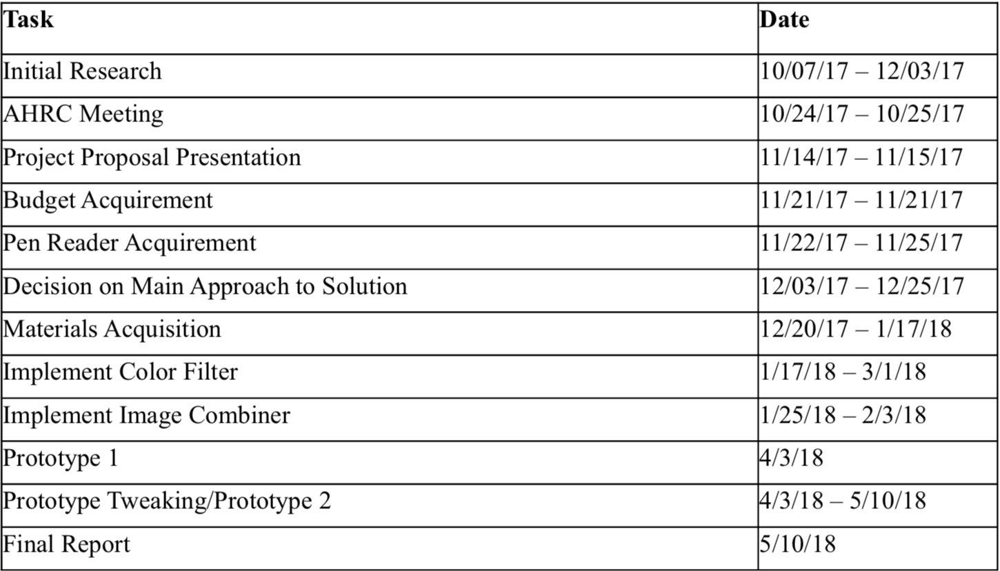 Task Date
Initial Research 10/07/17 – 12/03/17
AHRC Meeting 10/24/17 – 10/25/17
Project Proposal Presentation 11/14/17 – 11/15/17
Budget Acquirement 11/21/17 – 11/21/17
Pen Reader Acquirement 11/22/17 – 11/25/17
Decision on Main Approach to Solution 12/03/17 – 12/25/17
Materials Acquisition 12/20/17 – 1/17/18
Implement Color Filter 1/17/18 – 3/1/18
Implement Image Combiner 1/25/18 – 2/3/18
Prototype 1 4/3/18
Prototype Tweaking/Prototype 2 4/3/18 – 5/10/18
Final Report 5/10/18